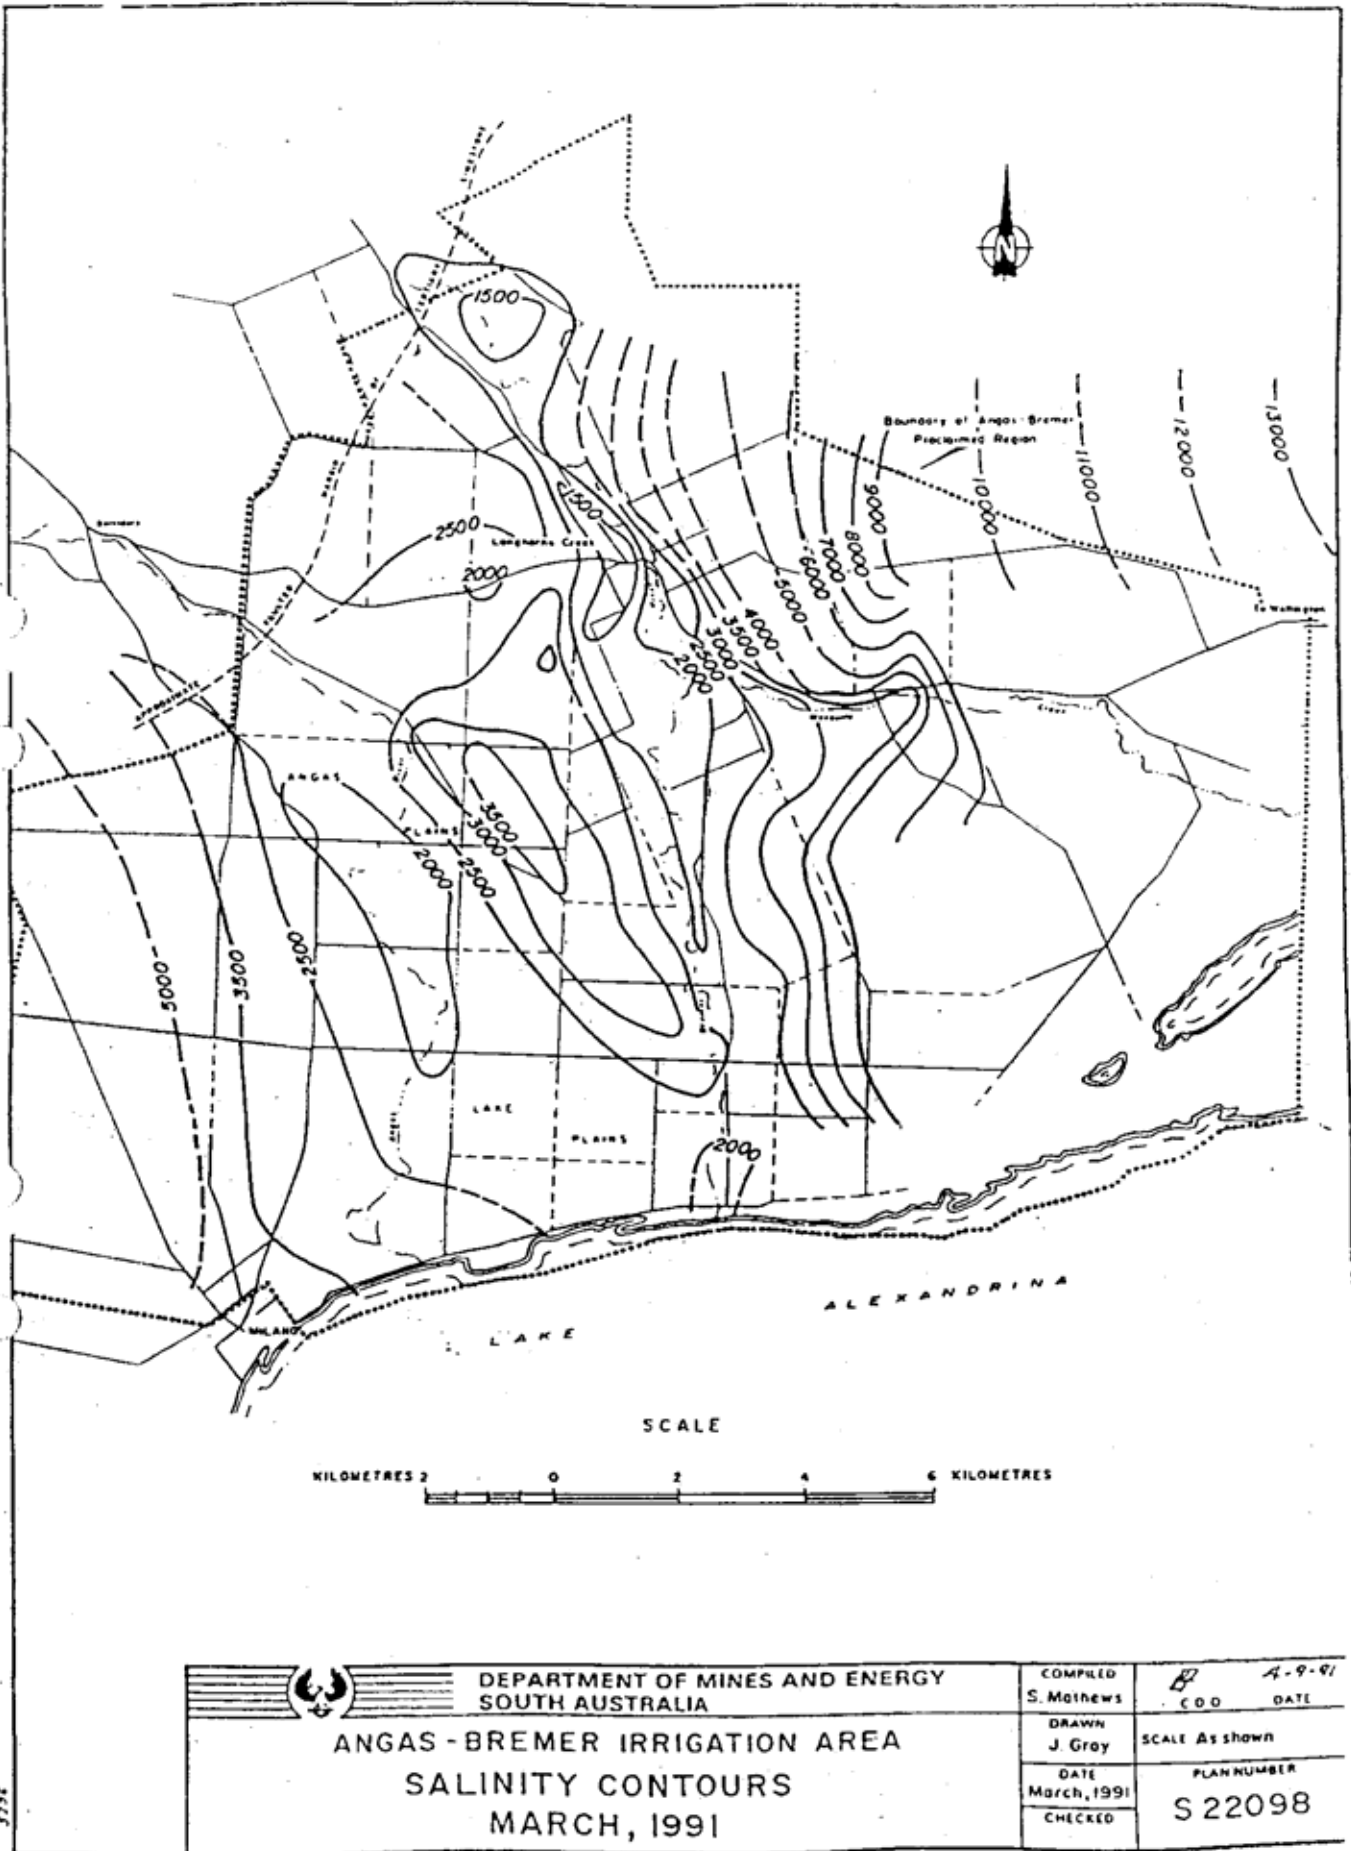 1500
Boundary of Angas-Bremer
Proclaimed Region
13000
12000
11000
10000
9000
8000
7000
6000
5000
4000
3500
3000
2500
2000
<1500
2500
Langhorne Creek
2000
To Wellington
MARGIN
FAULTED
APPROXIMATE
Creek
ANGAS
PLAINS
3500
3000
2500
2000
2500
3500
5000
LAKE
PLAINS
2000
MILANG
LAKE ALEXANDRINA
SCALE
KILOMETRES 2 0 2 4 6 KILOMETRES
DEPARTMENT OF MINES AND ENERGY
SOUTH AUSTRALIA
ANGAS-BREMER IRRIGATION AREA
SALINITY CONTOURS
MARCH, 1991
COMPILED
S. Mathews
DRAWN
J. Gray
DATE
March, 1991
CHECKED
4-9-91
C D O DATE
SCALE As shown
PLAN NUMBER
S 22098